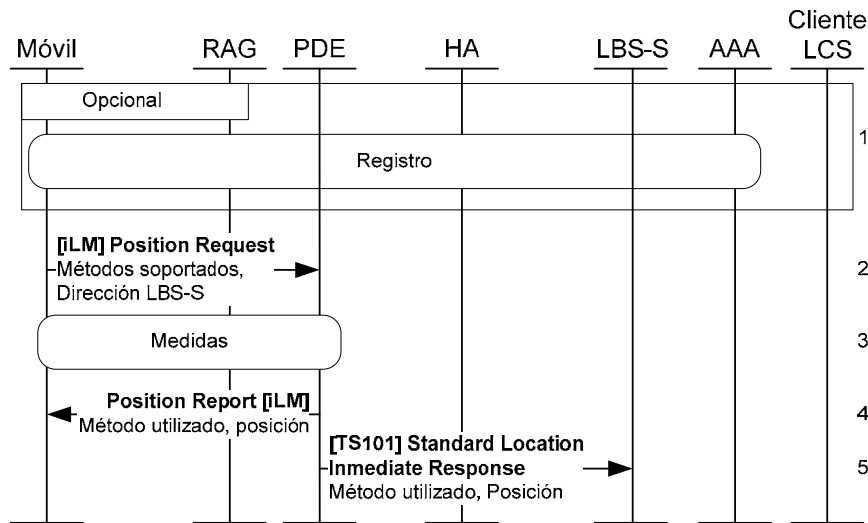 Móvil RAG PDE HA LBS-S AAA Cliente
LCS
Opcional
1
Registro
[iLM] Position Request
Métodos soportados,
Dirección LBS-S
2
Medidas
3
Position Report [iLM]
Método utilizado, posición
4
[TS101] Standard Location
Inmediate Response
Método utilizado, Posición
5